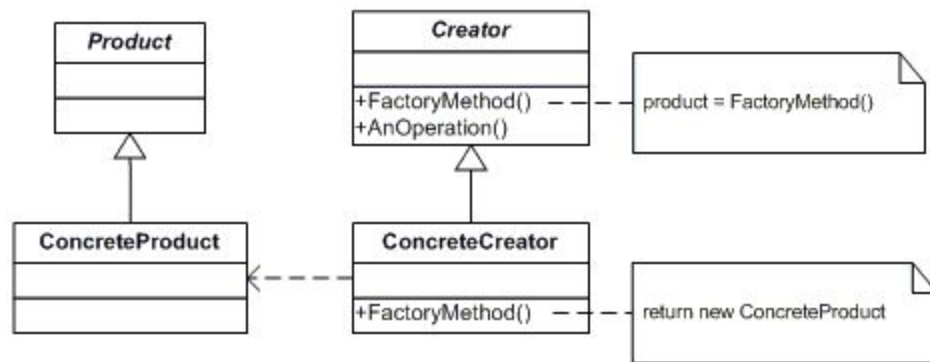 Product
Creator
+FactoryMethod()
+AnOperation()
product = FactoryMethod()
ConcreteProduct
ConcreteCreator
+FactoryMethod()
return new ConcreteProduct